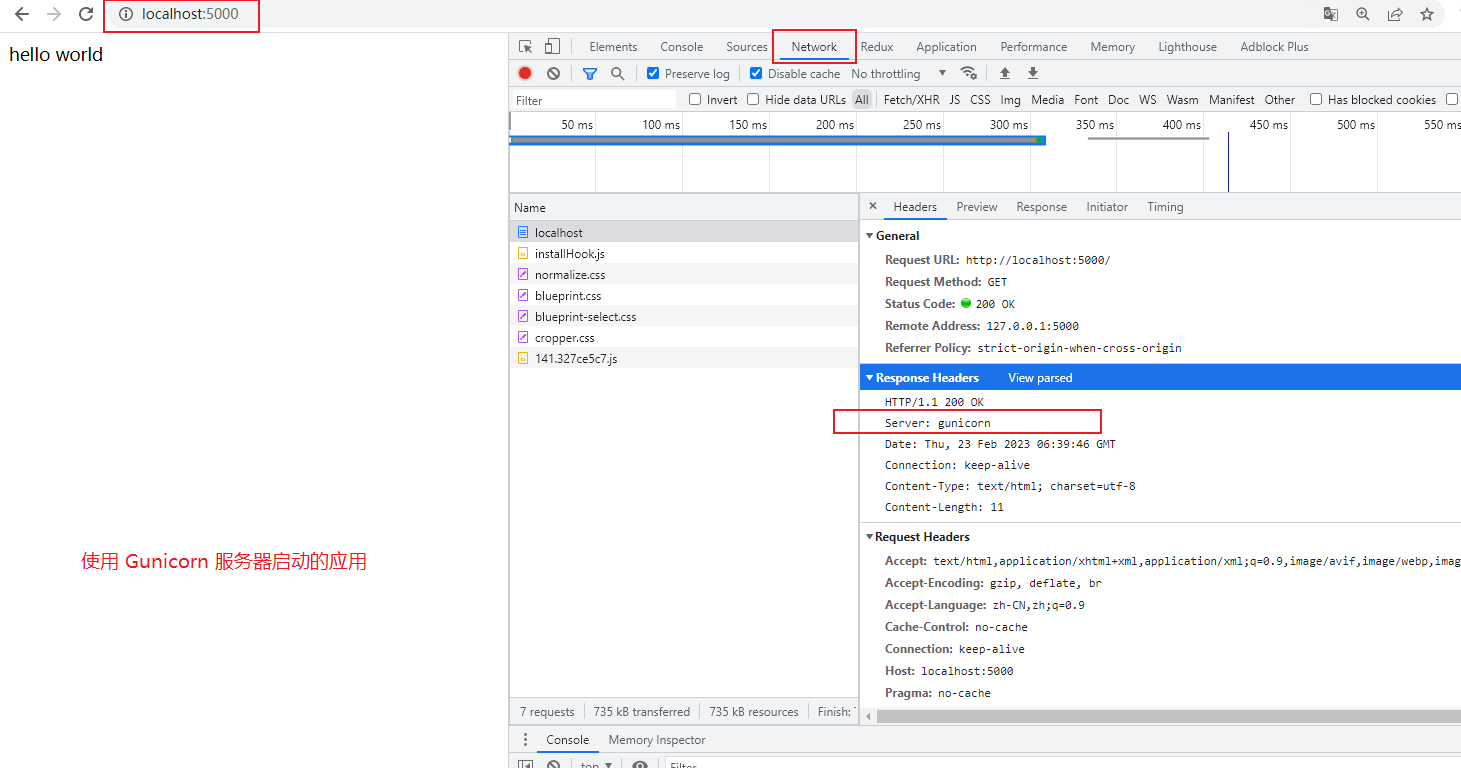 localhost:5000
hello world
Elements Console Sources Network Redux Application Performance Memory Lighthouse Adblock Plus
Preserve log Disable cache No throttling
Filter Invert Hide data URLs All Fetch/XHR JS CSS Img Media Font Doc WS Wasm Manifest Other Has blocked cookies
50 ms 100 ms 150 ms 200 ms 250 ms 300 ms 350 ms 400 ms 450 ms 500 ms 550 ms
Name
localhost
installHook.js
normalize.css
blueprint.css
blueprint-select.css
cropper.css
141.327ce5c7.js
Headers Preview Response Initiator Timing
General
Request URL: http://localhost:5000/
Request Method: GET
Status Code: 200 OK
Remote Address: 127.0.0.1:5000
Referrer Policy: strict-origin-when-cross-origin
Response Headers View parsed
HTTP/1.1 200 OK
Server: gunicorn
Date: Thu, 23 Feb 2023 06:39:46 GMT
Connection: keep-alive
Content-Type: text/html; charset=utf-8
Content-Length: 11
Request Headers
Accept: text/html,application/xhtml+xml,application/xml;q=0.9,image/avif,image/webp,imag
Accept-Encoding: gzip, deflate, br
Accept-Language: zh-CN,zh;q=0.9
Cache-Control: no-cache
Connection: keep-alive
Host: localhost:5000
Pragma: no-cache
使用 Gunicorn 服务器启动的应用
7 requests 735 kB transferred 735 kB resources Finish:
Console Memory Inspector
top Filter